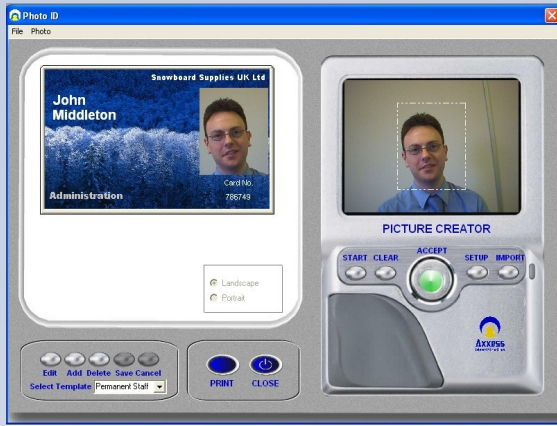 Photo ID
File Photo
Snowboard Supplies UK Ltd
John
Middleton
Card No.
786749
Administration
Landscape
Portrait
Edit Add Delete Save Cancel
Select Template Permanent Staff
PRINT CLOSE
PICTURE CREATOR
START CLEAR ACCEPT SETUP IMPORT
Axxess